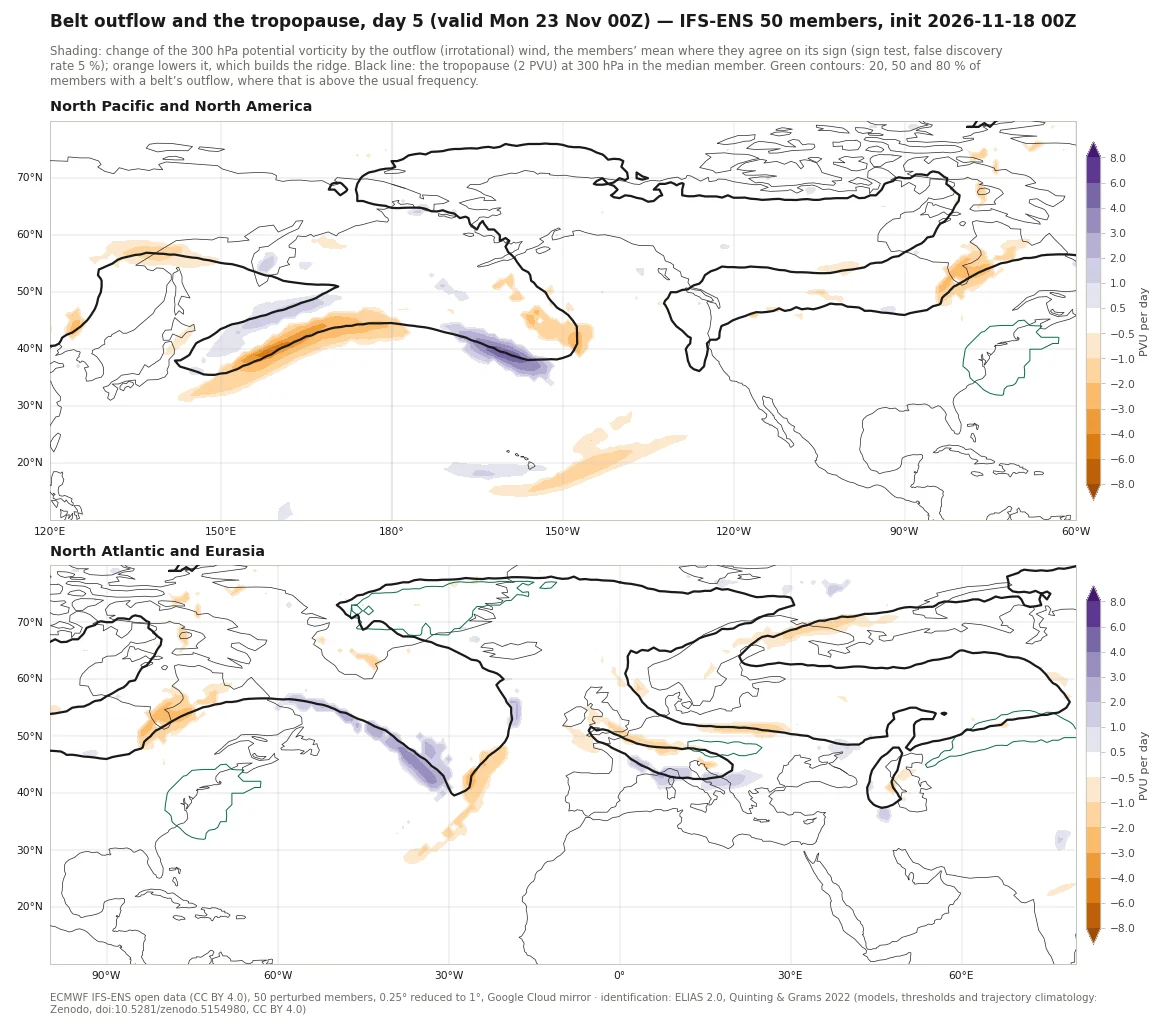 Belt outflow and the tropopause, day 5 (valid Mon 23 Nov 00Z) — IFS-ENS 50 members, init 2026-11-18 00Z
Shading: change of the 300 hPa potential vorticity by the outflow (irrotational) wind, the members' mean where they agree on its sign (sign test, false discovery
rate 5 %); orange lowers it, which builds the ridge. Black line: the tropopause (2 PVU) at 300 hPa in the median member. Green contours: 20, 50 and 80 % of
members with a belt's outflow, where that is above the usual frequency.
North Pacific and North America
70°N
60°N
50°N
40°N
30°N
20°N
120°E
150°E
180°
150°W
120°W
90°W
60°W
8.0
6.0
4.0
3.0
2.0
1.0
0.5
−0.5
−1.0
−2.0
−3.0
−4.0
−6.0
−8.0
PVU per day
North Atlantic and Eurasia
70°N
60°N
50°N
40°N
30°N
20°N
90°W
60°W
30°W
0°
30°E
60°E
8.0
6.0
4.0
3.0
2.0
1.0
0.5
−0.5
−1.0
−2.0
−3.0
−4.0
−6.0
−8.0
PVU per day
ECMWF IFS-ENS open data (CC BY 4.0), 50 perturbed members, 0.25° reduced to 1°, Google Cloud mirror · identification: ELIAS 2.0, Quinting & Grams 2022 (models, thresholds and trajectory climatology:
Zenodo, doi:10.5281/zenodo.5154980, CC BY 4.0)